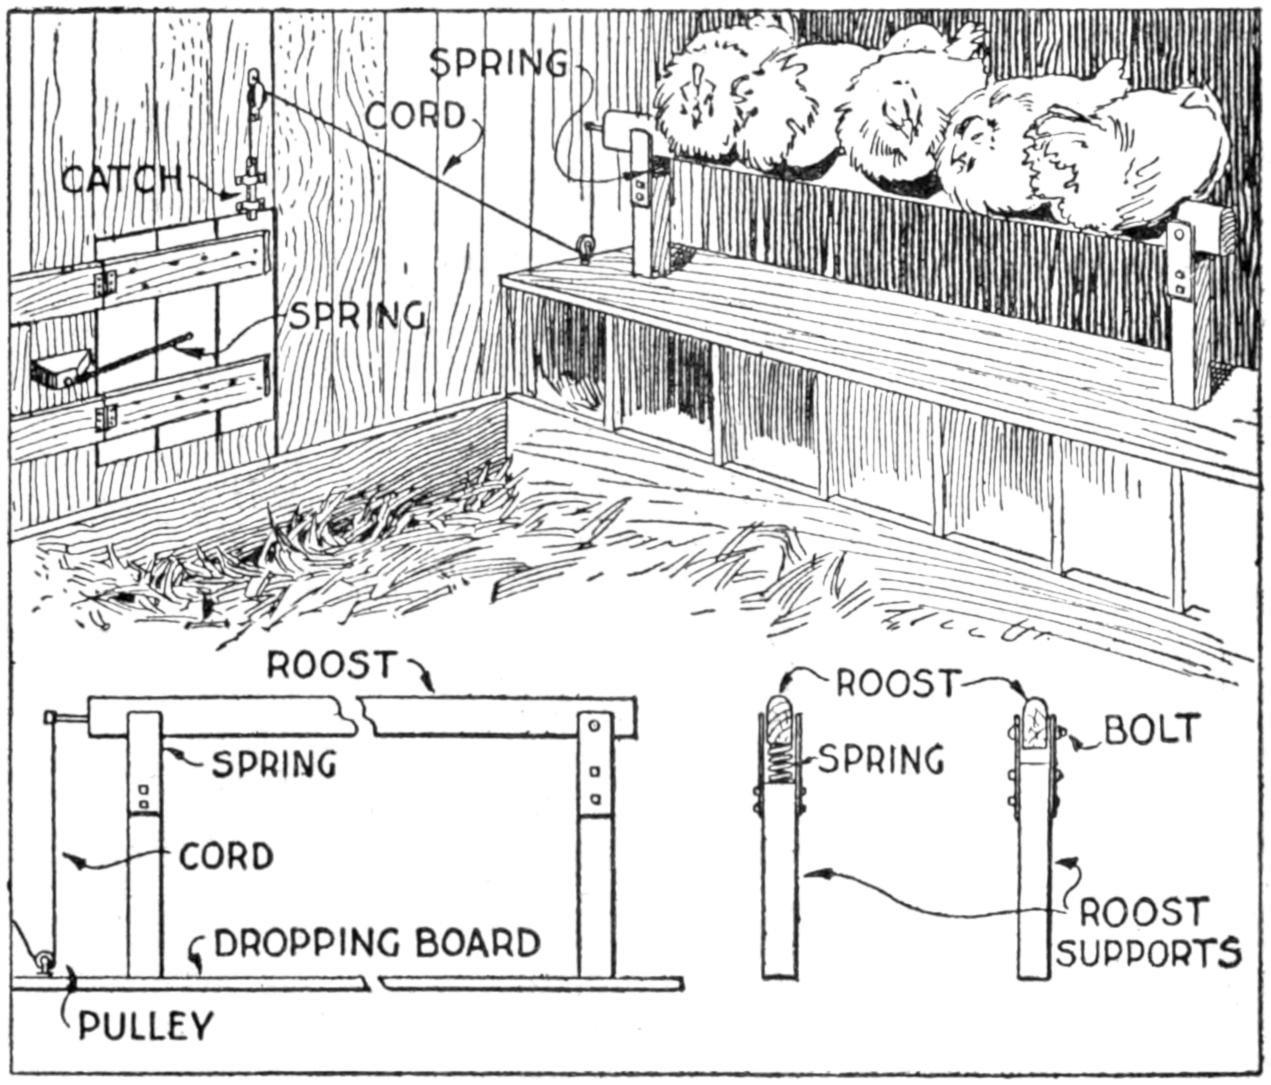 SPRING
CORD
CATCH
SPRING
ROOST
SPRING
CORD
DROPPING BOARD
PULLEY
ROOST
BOLT
SPRING
ROOST
SUPPORTS